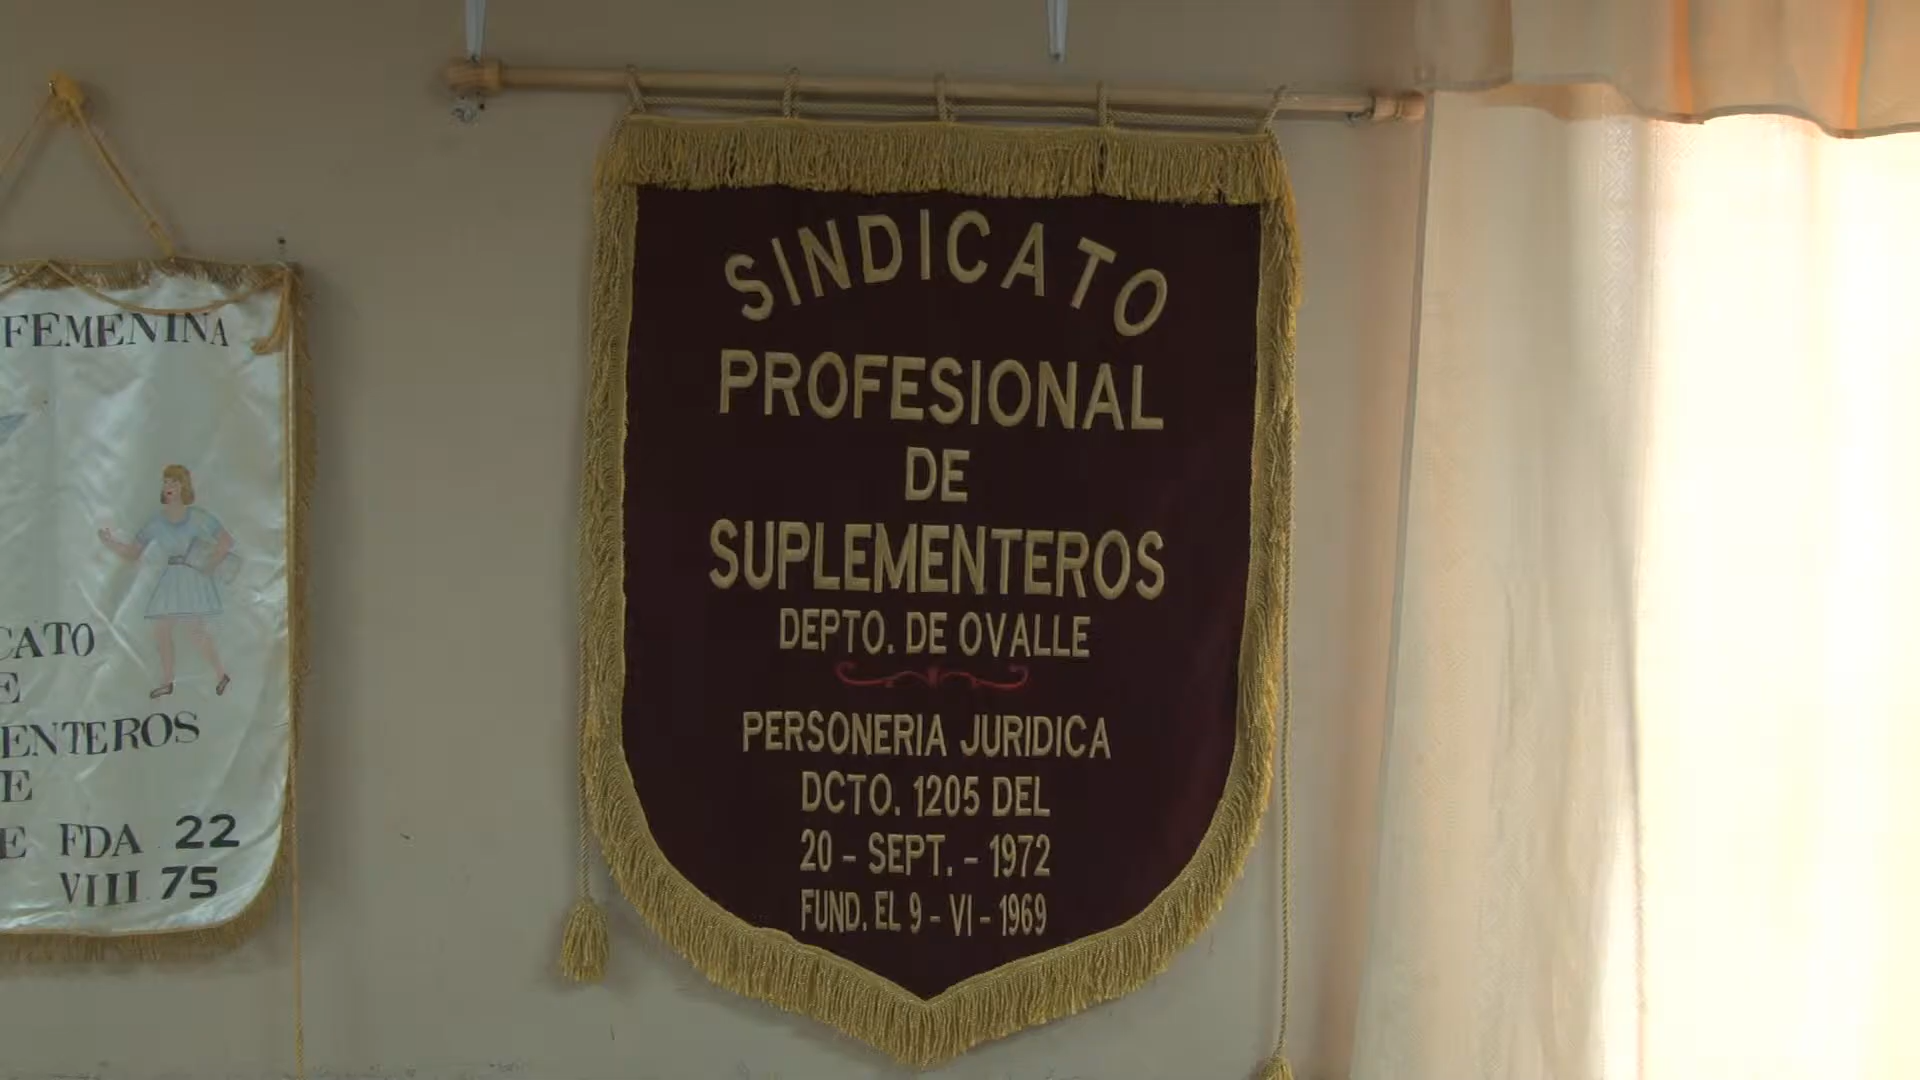 FEMENINA
CATO
E
ENTEROS
E
E FDA 22
VIII 75
SINDICATO
PROFESIONAL
DE
SUPLEMENTEROS
DEPTO. DE OVALLE
PERSONERIA JURIDICA
DCTO. 1205 DEL
20 - SEPT. - 1972
FUND. EL 9 - VI - 1969